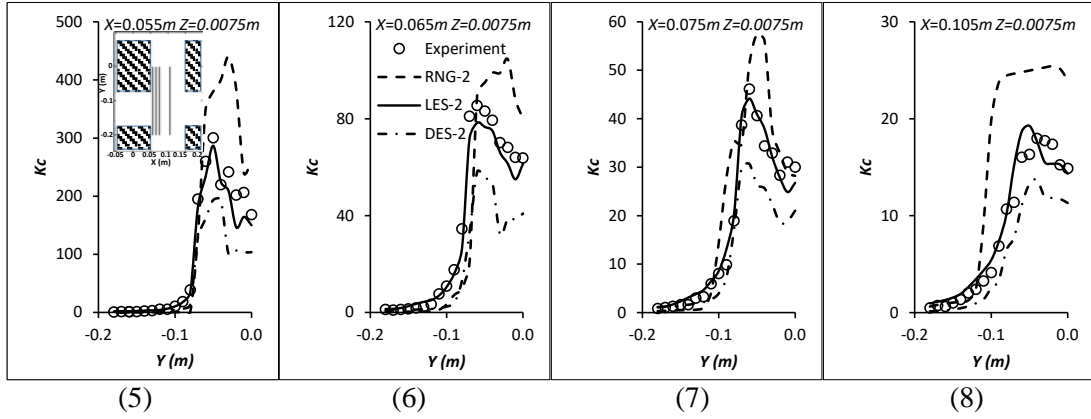 X=0.055m Z=0.0075m
500
400
300
200
100
0
Kc
-0.2
-0.1
0.0
Y (m)
Y (m)
0
-0.1
-0.2
-0.05
0
0.05
0.1
0.15
0.2
X (m)
(5)
X=0.065m Z=0.0075m
120
80
40
0
Kc
Experiment
RNG-2
LES-2
DES-2
-0.2
-0.1
0.0
Y (m)
(6)
X=0.075m Z=0.0075m
60
50
40
30
20
10
0
Kc
-0.2
-0.1
0.0
Y (m)
(7)
X=0.105m Z=0.0075m
30
20
10
0
Kc
-0.2
-0.1
0.0
Y (m)
(8)